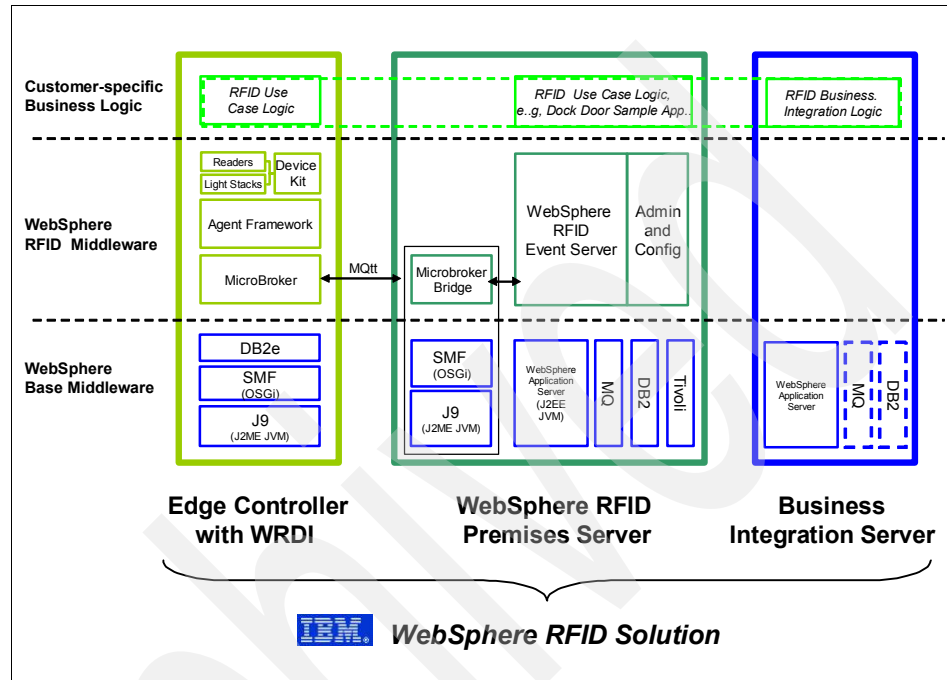 Customer-specific
Business Logic
RFID Use
Case Logic
RFID Use Case Logic,
e..g, Dock Door Sample App..
RFID Business.
Integration Logic
WebSphere
RFID Middleware
Readers
Light Stacks
Device
Kit
Agent Framework
MicroBroker
MQtt
Microbroker
Bridge
WebSphere
RFID
Event Server
Admin
and
Config
WebSphere
Base Middleware
DB2e
SMF
(OSGi)
J9
(J2ME JVM)
SMF
(OSGi)
J9
(J2ME JVM)
WebSphere
Application
Server
(J2EE
JVM)
MQ
DB2
Tivoli
WebSphere
Application
Server
MQ
DB2
Edge Controller
with WRDI
WebSphere RFID
Premises Server
Business
Integration Server
IBM.
WebSphere RFID Solution